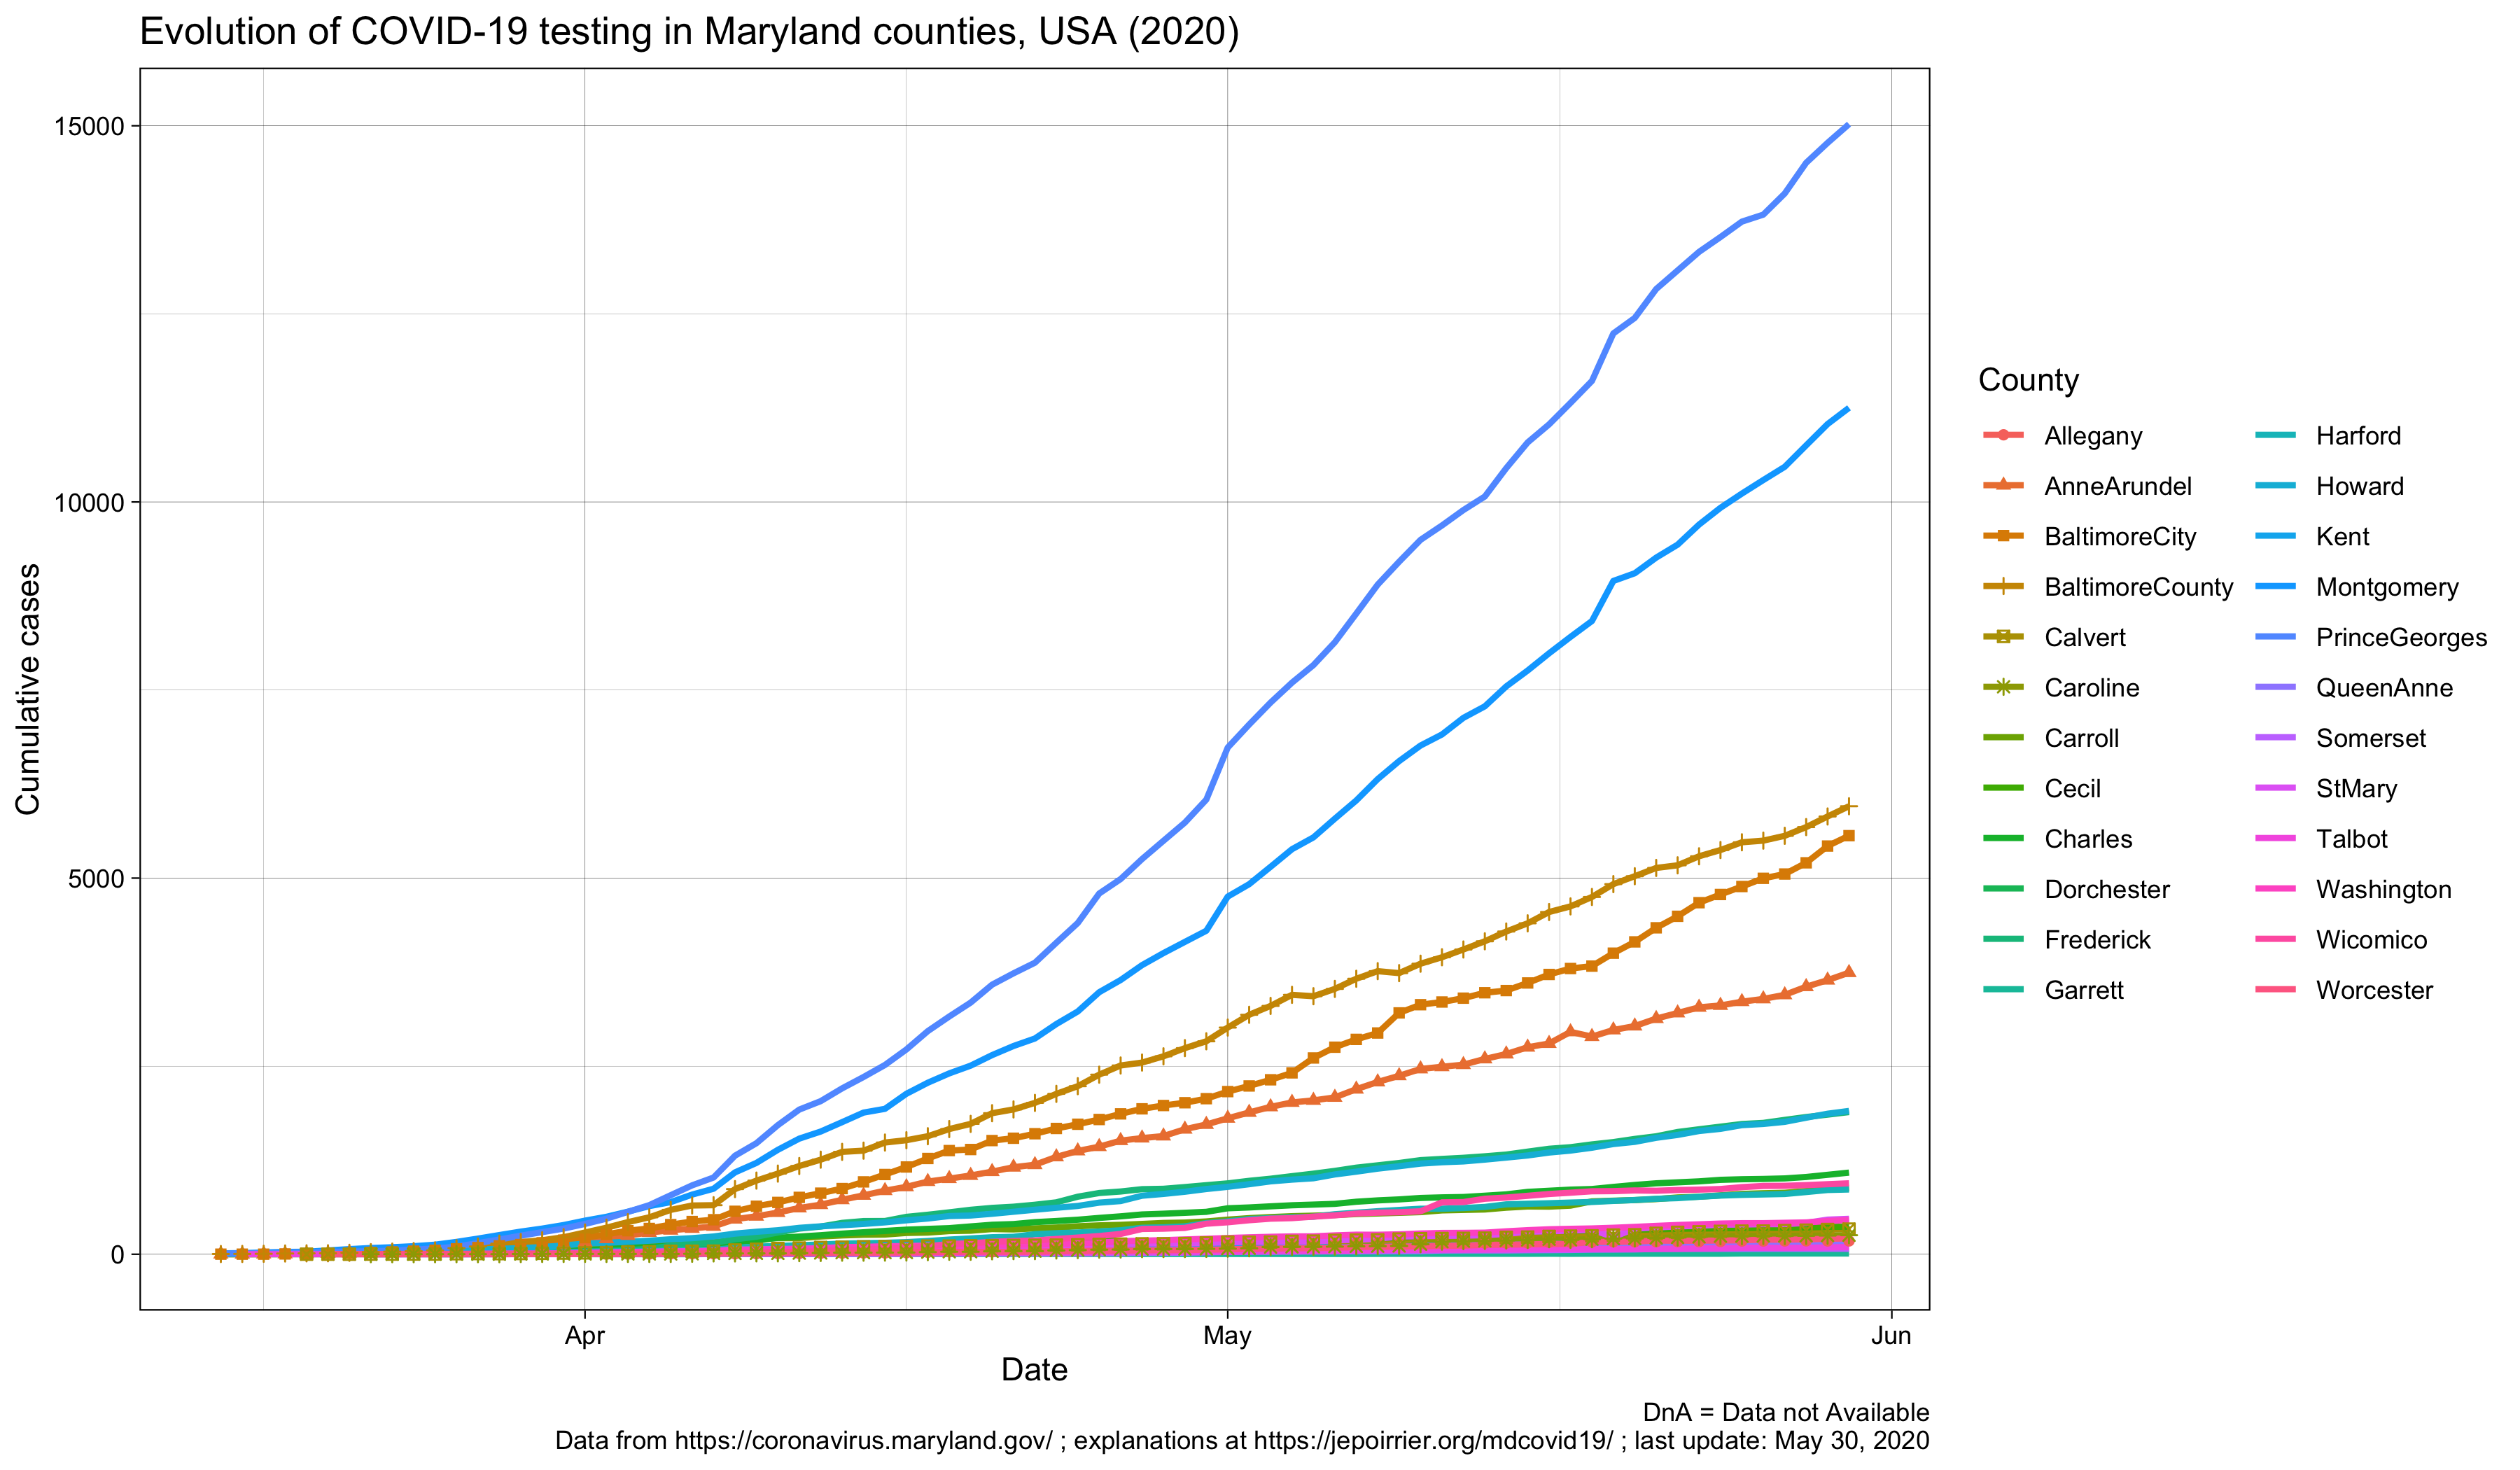 Evolution of COVID-19 testing in Maryland counties, USA (2020)
Cumulative cases
15000
10000
5000
0
Apr
May
Jun
Date
County
Allegany
AnneArundel
BaltimoreCity
BaltimoreCounty
Calvert
Caroline
Carroll
Cecil
Charles
Dorchester
Frederick
Garrett
Harford
Howard
Kent
Montgomery
PrinceGeorges
QueenAnne
Somerset
StMary
Talbot
Washington
Wicomico
Worcester
DnA = Data not Available
Data from https://coronavirus.maryland.gov/ ; explanations at https://jepoirrier.org/mdcovid19/ ; last update: May 30, 2020